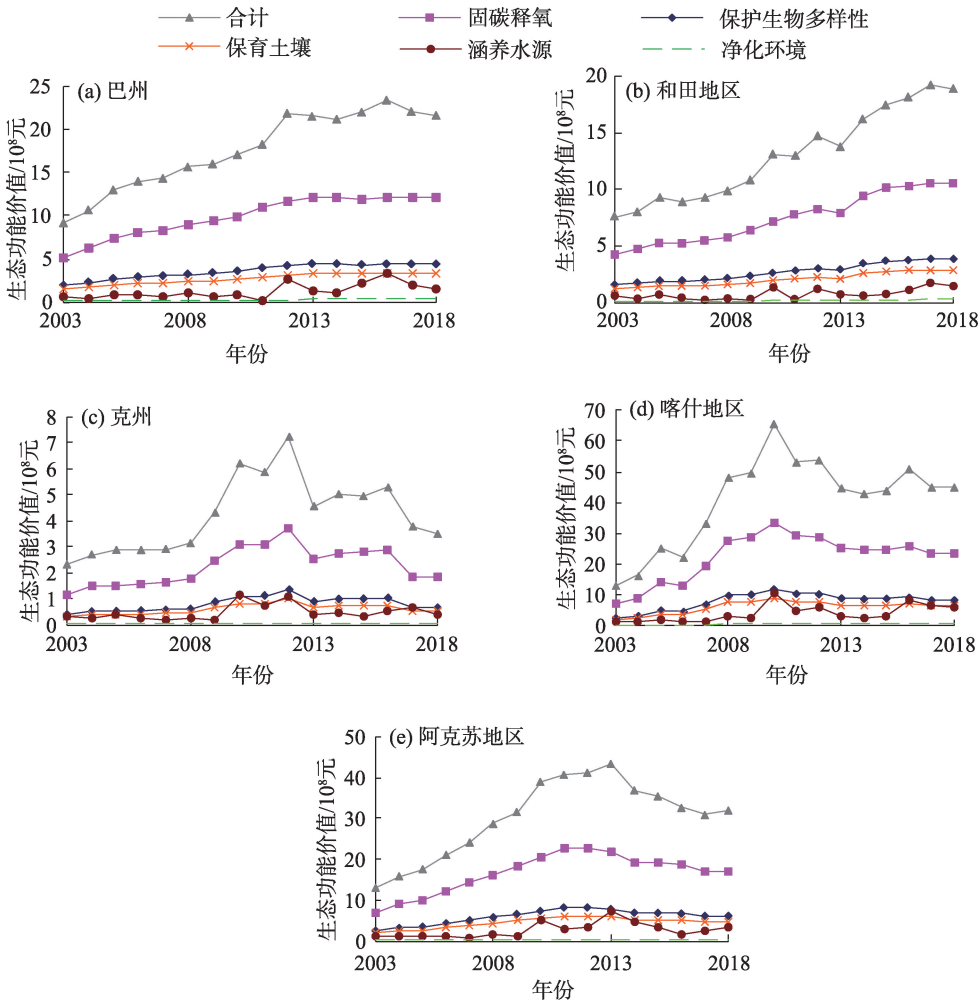 合计 固碳释氧 保护生物多样性
保育土壤 涵养水源 净化环境
(a) 巴州
生态功能价值/10⁸元
25
20
15
10
5
0
2003 2008 2013 2018
年份
(b) 和田地区
生态功能价值/10⁸元
20
15
10
5
0
2003 2008 2013 2018
年份
(c) 克州
生态功能价值/10⁸元
8
7
6
5
4
3
2
1
0
2003 2008 2013 2018
年份
(d) 喀什地区
生态功能价值/10⁸元
70
60
50
40
30
20
10
0
2003 2008 2013 2018
年份
(e) 阿克苏地区
生态功能价值/10⁸元
50
40
30
20
10
0
2003 2008 2013 2018
年份